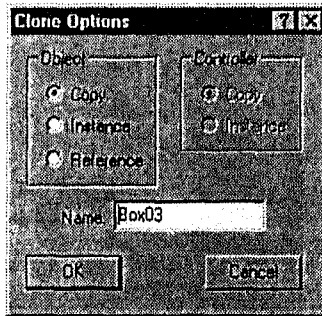 Clone Options
Object
Copy
Instance
Reference
Controller
Copy
Instance
Name: Box03
OK
Cancel